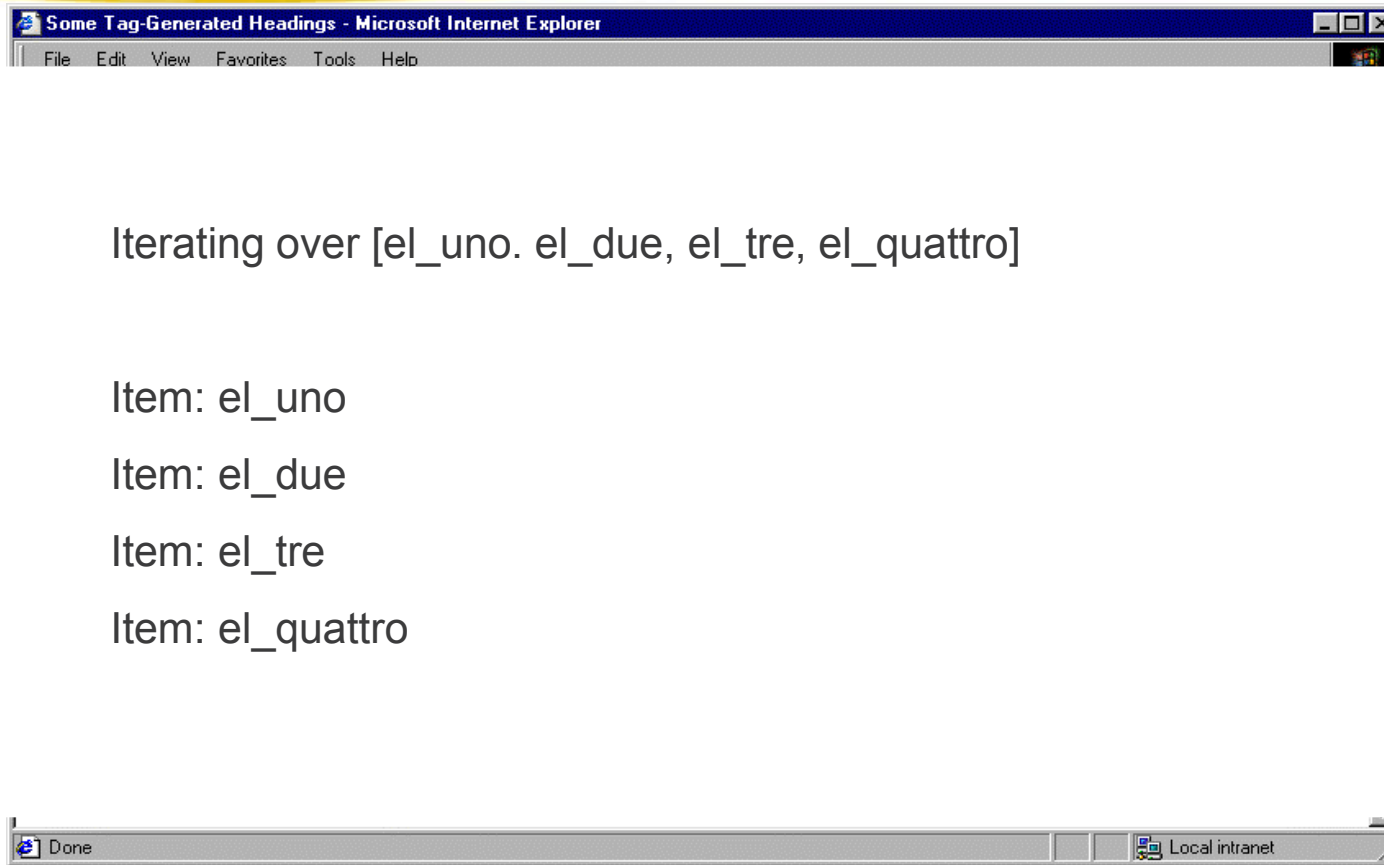 Some Tag-Generated Headings - Microsoft Internet Explorer
File Edit View Favorites Tools Help
Iterating over [el_uno. el_due, el_tre, el_quattro]
Item: el_uno
Item: el_due
Item: el_tre
Item: el_quattro
Done Local intranet